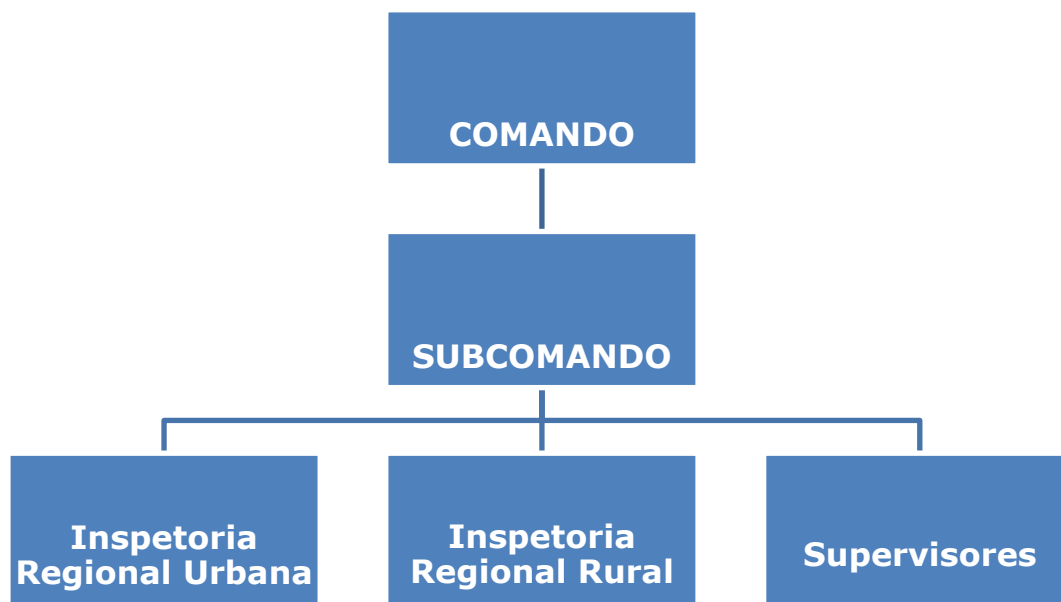 COMANDO
SUBCOMANDO
Inspetoria
Regional Urbana
Inspetoria
Regional Rural
Supervisores